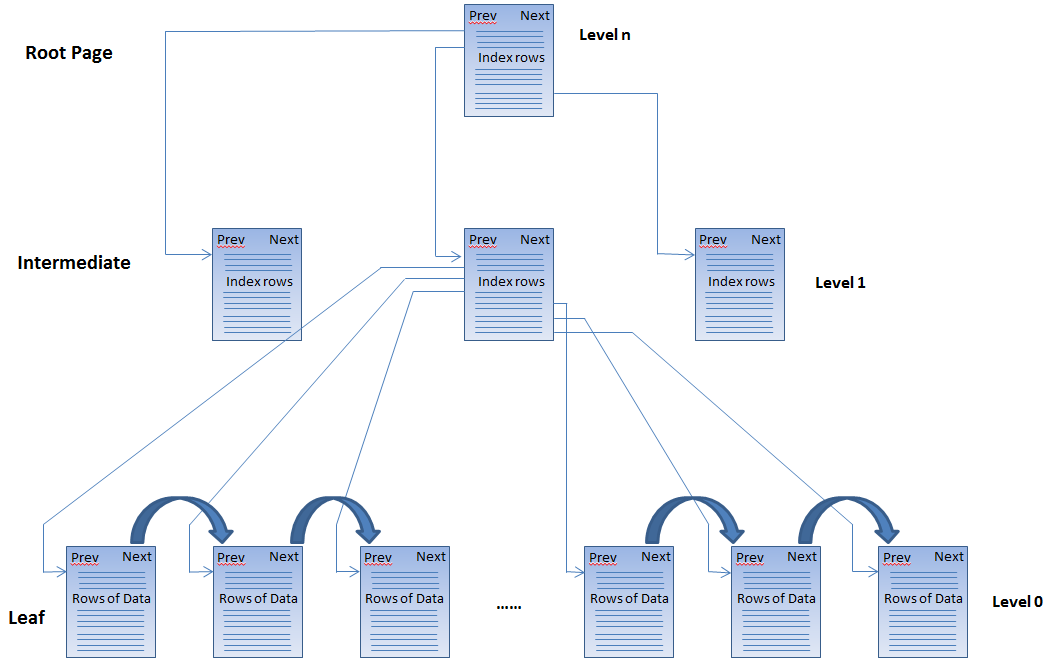 Prev Next
Root Page
Level n
Index rows
Prev Next
Prev Next
Prev Next
Intermediate
Index rows
Index rows
Index rows
Level 1
Prev Next
Prev Next
Prev Next
Prev Next
Prev Next
Prev Next
Rows of Data
Rows of Data
Rows of Data
......
Rows of Data
Rows of Data
Rows of Data
Leaf
Level 0